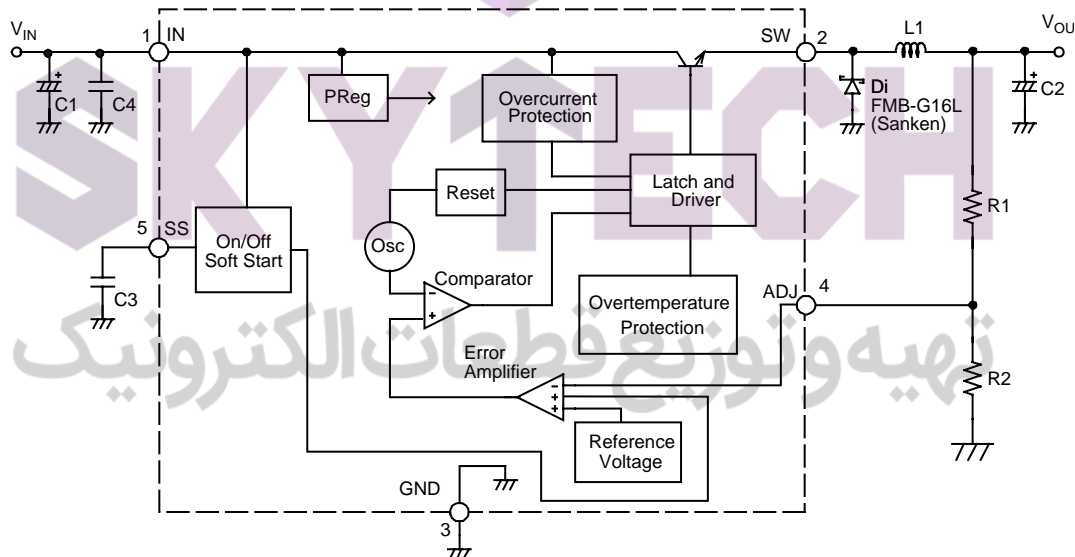 SKYTECH
تهیه و توزیع قطعات الکترونیک
VIN
1
IN
SW
2
L1
VOU
C1
C4
PReg
Overcurrent
Protection
Di
FMB-G16L
(Sanken)
C2
Latch and
Driver
Reset
R1
5
SS
On/Off
Soft Start
Osc
Comparator
−
+
C3
Overtemperature
Protection
ADJ
4
Error
Amplifier
−
+
+
R2
Reference
Voltage
GND
3